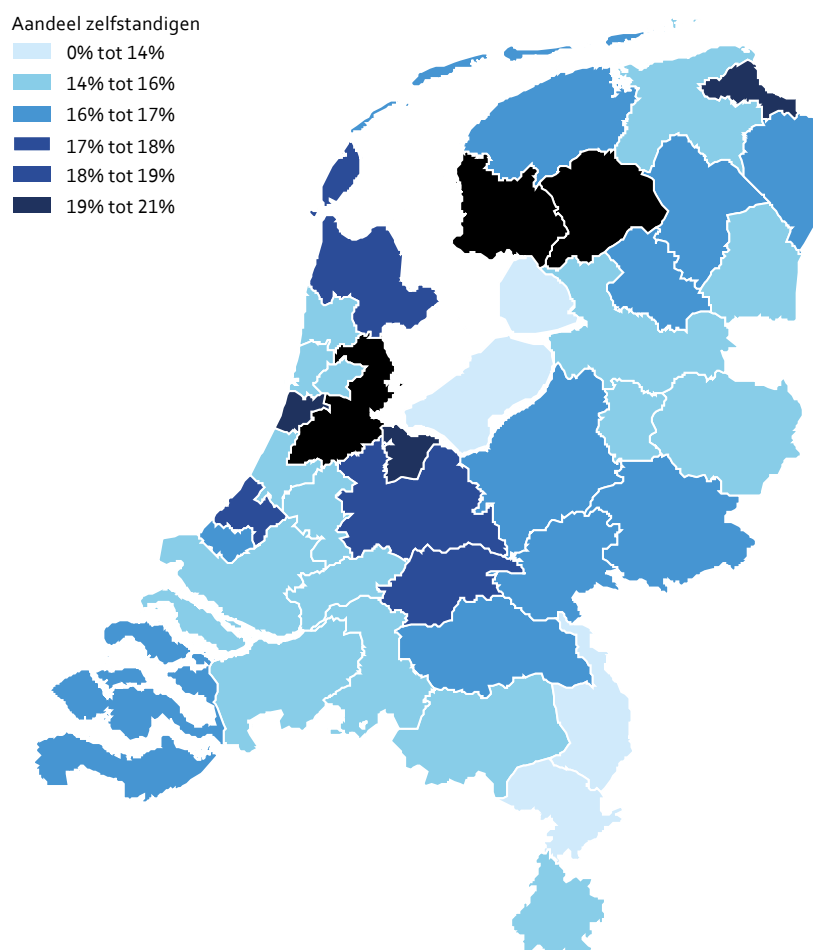 Aandeel zelfstandigen
0% tot 14%
14% tot 16%
16% tot 17%
17% tot 18%
18% tot 19%
19% tot 21%